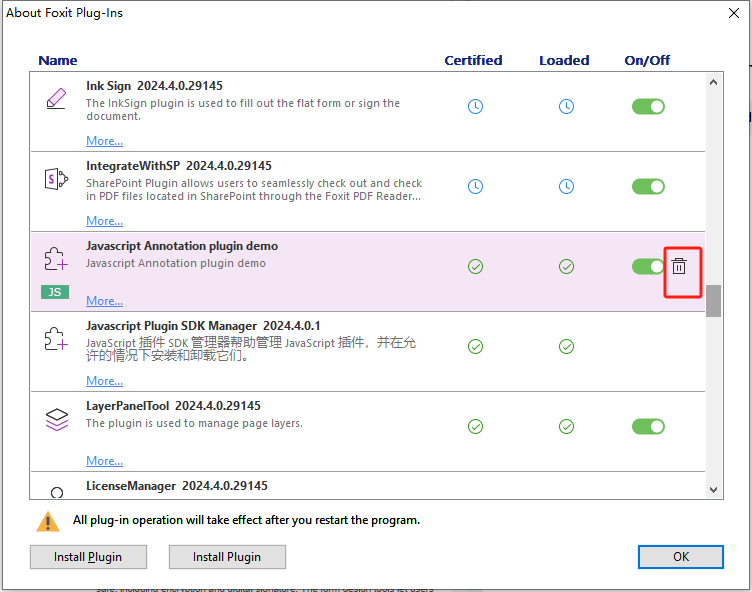 About Foxit Plug-Ins
Name Certified Loaded On/Off
Ink Sign 2024.4.0.29145
The InkSign plugin is used to fill out the flat form or sign the
document.
More...
IntegrateWithSP 2024.4.0.29145
SharePoint Plugin allows users to seamlessly check out and check
in PDF files located in SharePoint through the Foxit PDF Reader...
More...
Javascript Annotation plugin demo
Javascript Annotation plugin demo
JS
More...
Javascript Plugin SDK Manager 2024.4.0.1
JavaScript 插件 SDK 管理器帮助管理 JavaScript 插件，并在允
许的情况下安装和卸载它们。
More...
LayerPanelTool 2024.4.0.29145
The plugin is used to manage page layers.
More...
LicenseManager 2024.4.0.29145
All plug-in operation will take effect after you restart the program.
Install Plugin Install Plugin OK